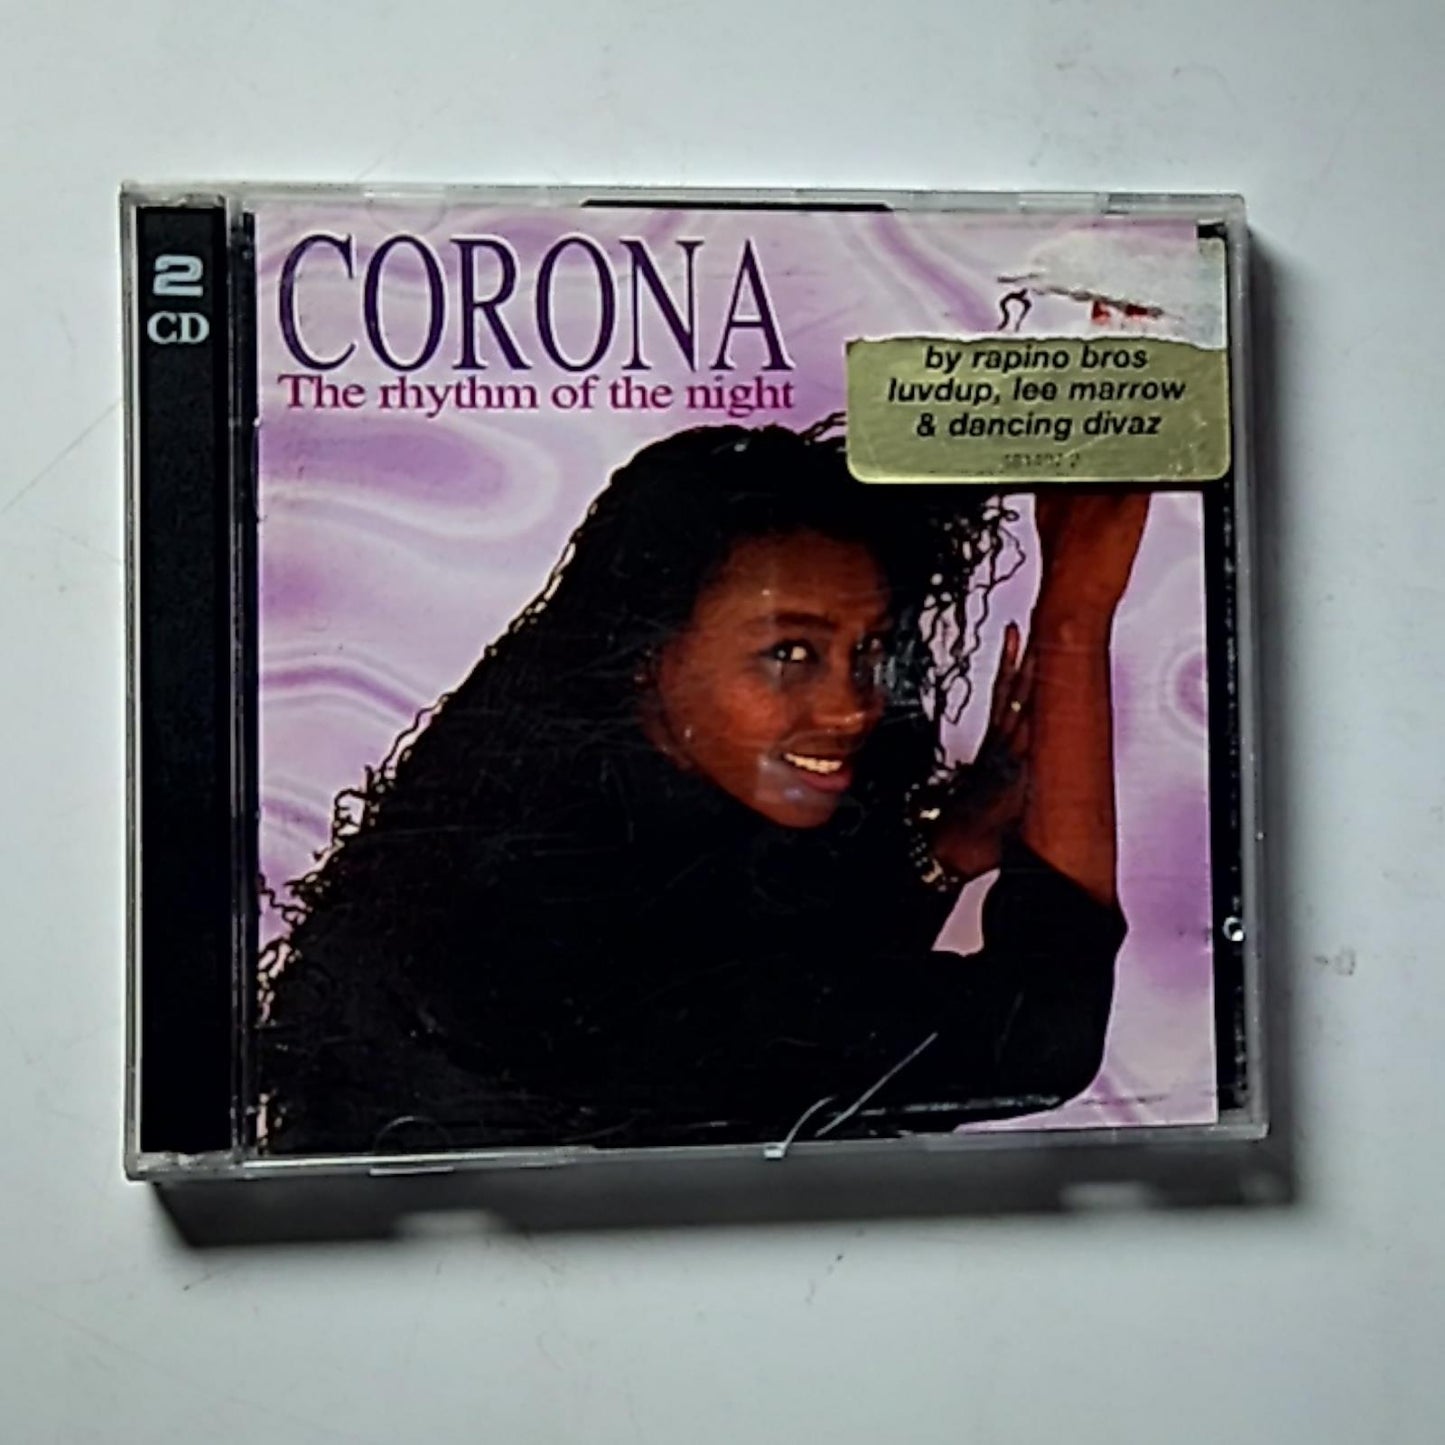 2
CD
CORONA
The rhythm of the night
by rapino bros
luvdup, lee marrow
& dancing divaz